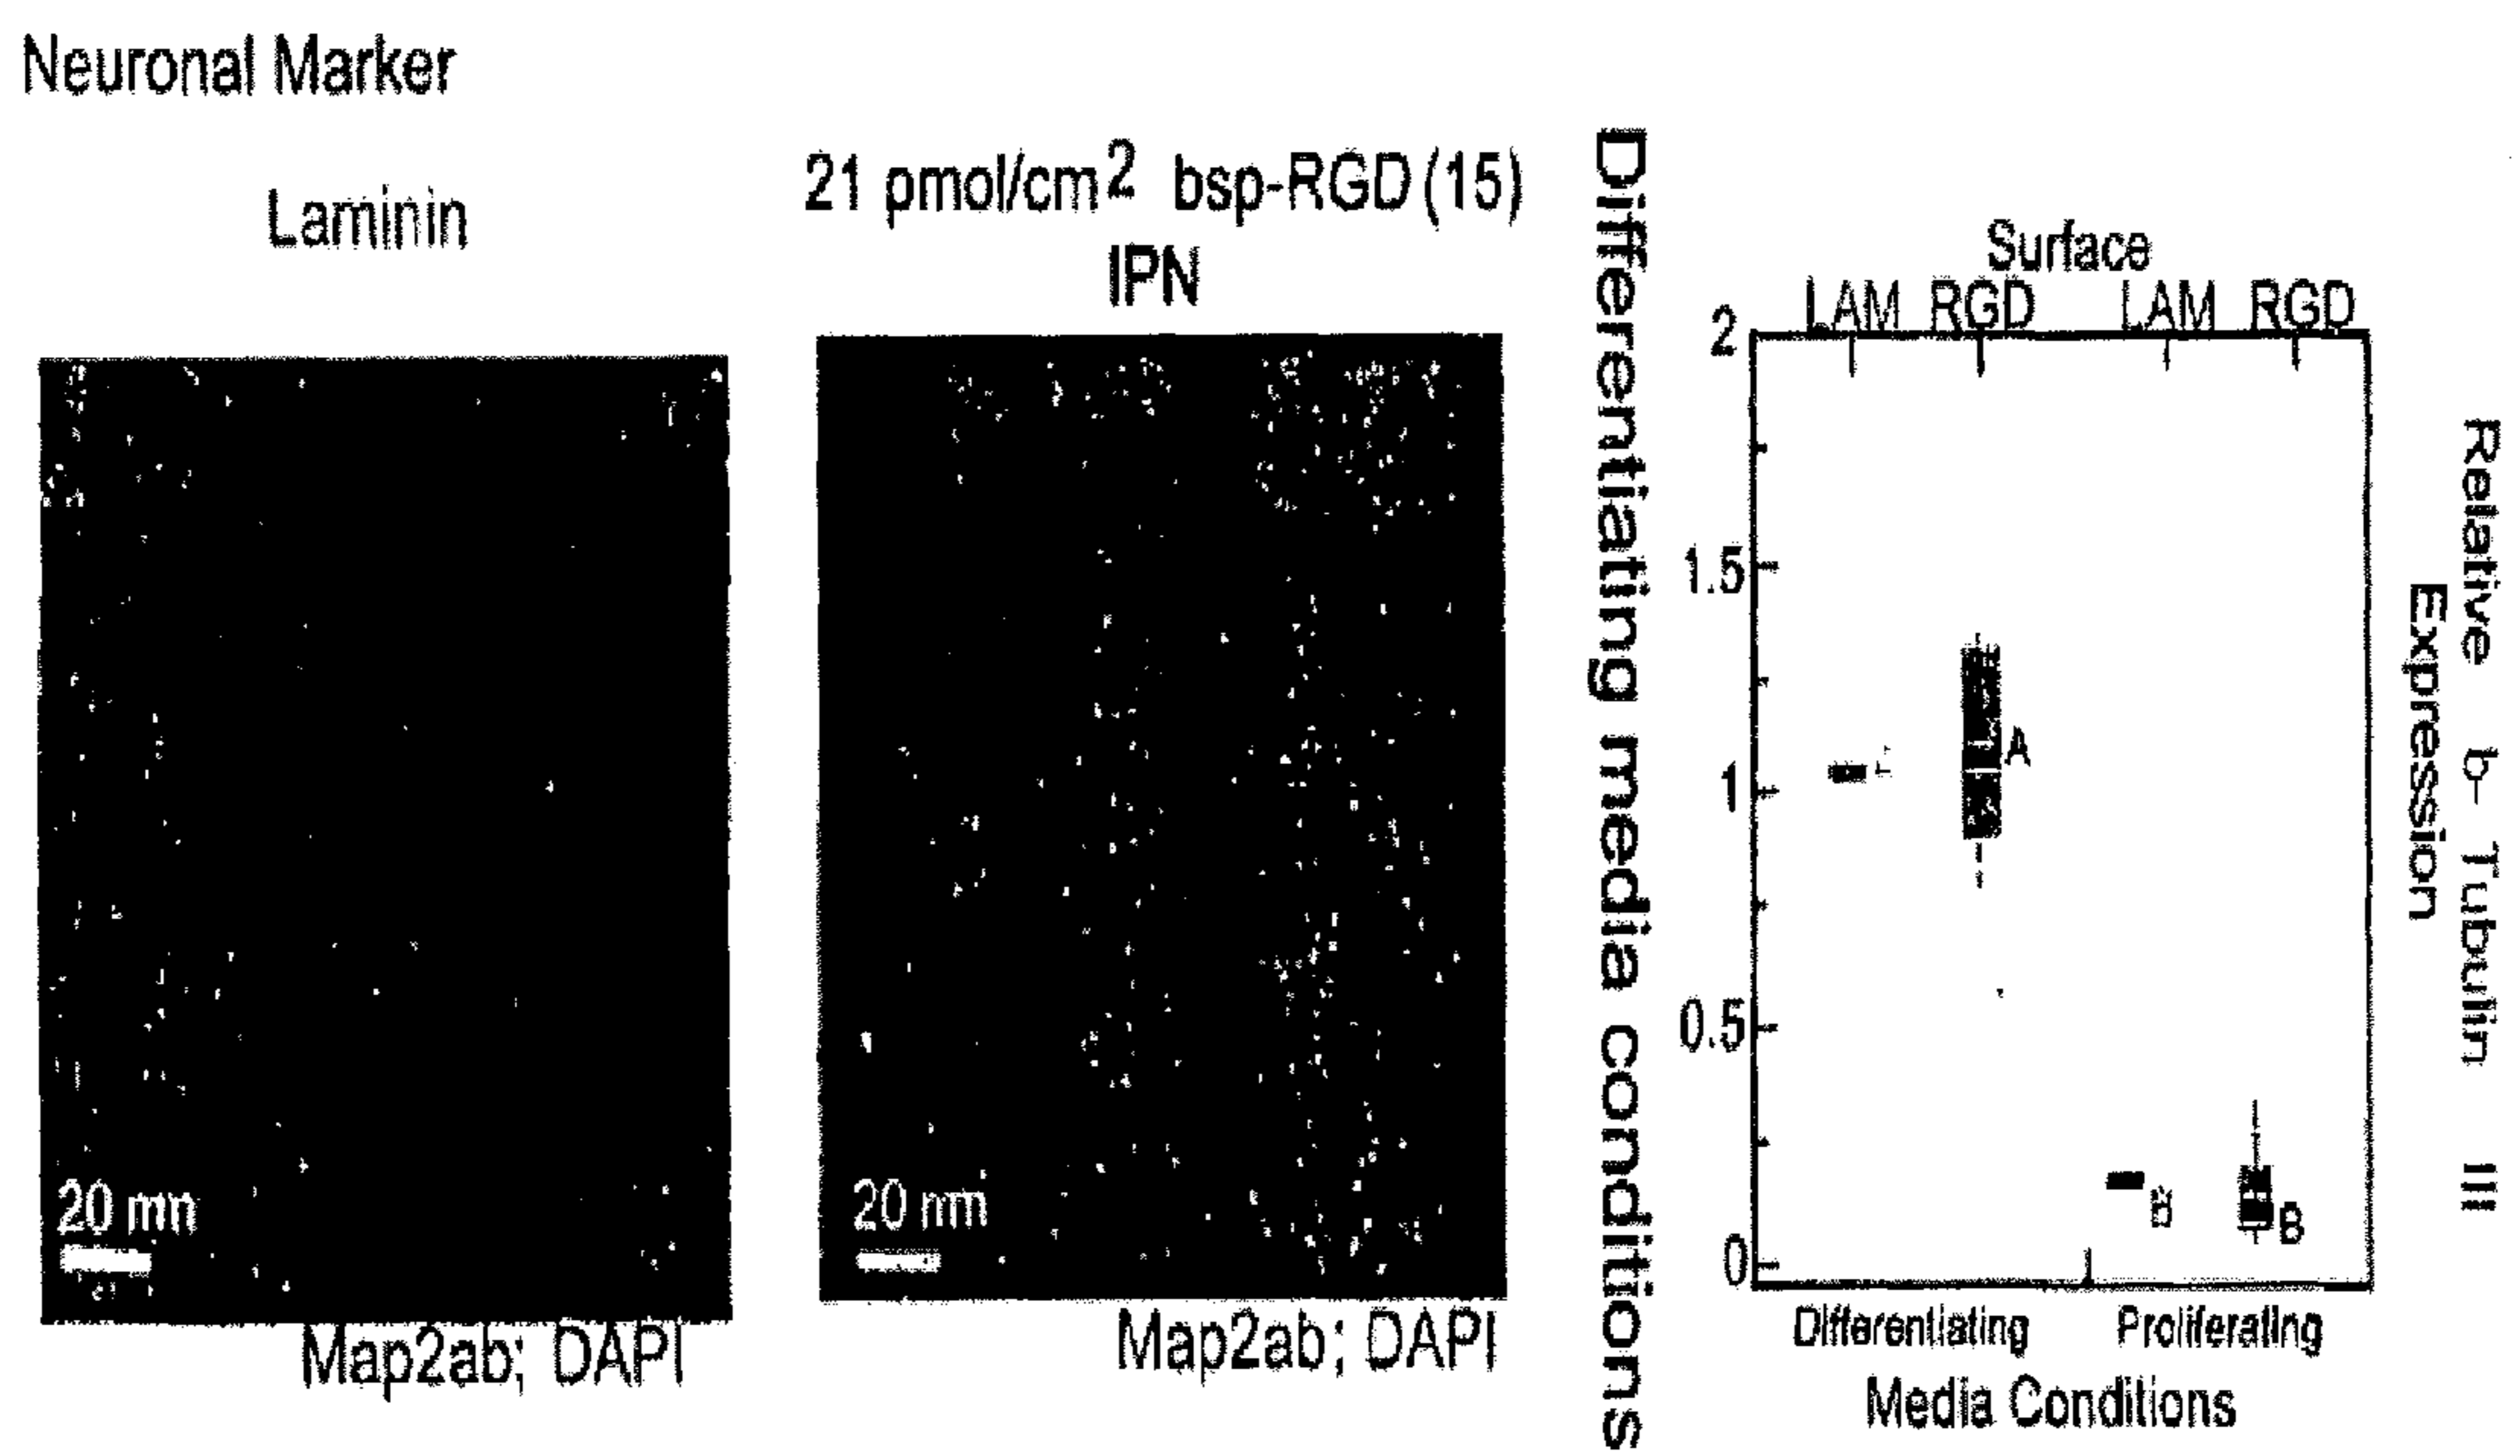 Neuronal Marker
Laminin
21 pmol/cm2 bsp-RGD(15)
IPN
20 mn
Map2ab; DAPI
20 nm
Map2ab; DAPI
Differentiating media conditions
Surface
LAM RGD LAM RGD
2
1.5
1
0.5
0
A
B
B
Differentiating Proliferating
Media Conditions
Relative b- Tubulin III
Expression